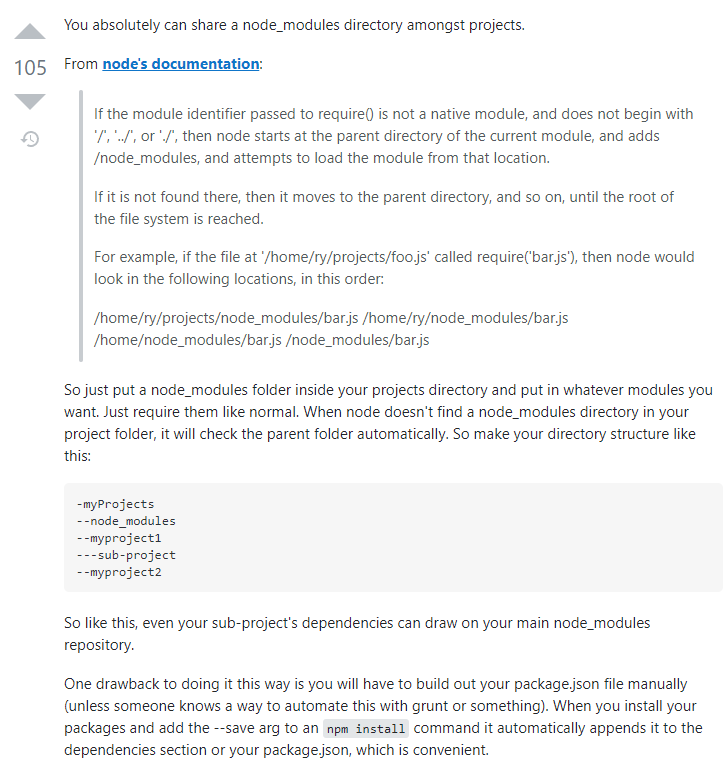 You absolutely can share a node_modules directory amongst projects.
105
From node's documentation:
If the module identifier passed to require() is not a native module, and does not begin with
'/', '../', or './', then node starts at the parent directory of the current module, and adds
/node_modules, and attempts to load the module from that location.
If it is not found there, then it moves to the parent directory, and so on, until the root of
the file system is reached.
For example, if the file at '/home/ry/projects/foo.js' called require('bar.js'), then node would
look in the following locations, in this order:
/home/ry/projects/node_modules/bar.js /home/ry/node_modules/bar.js
/home/node_modules/bar.js /node_modules/bar.js
So just put a node_modules folder inside your projects directory and put in whatever modules you
want. Just require them like normal. When node doesn't find a node_modules directory in your
project folder, it will check the parent folder automatically. So make your directory structure like
this:
-myProjects
--node_modules
--myproject1
---sub-project
--myproject2
So like this, even your sub-project's dependencies can draw on your main node_modules
repository.
One drawback to doing it this way is you will have to build out your package.json file manually
(unless someone knows a way to automate this with grunt or something). When you install your
packages and add the --save arg to an npm install command it automatically appends it to the
dependencies section or your package.json, which is convenient.